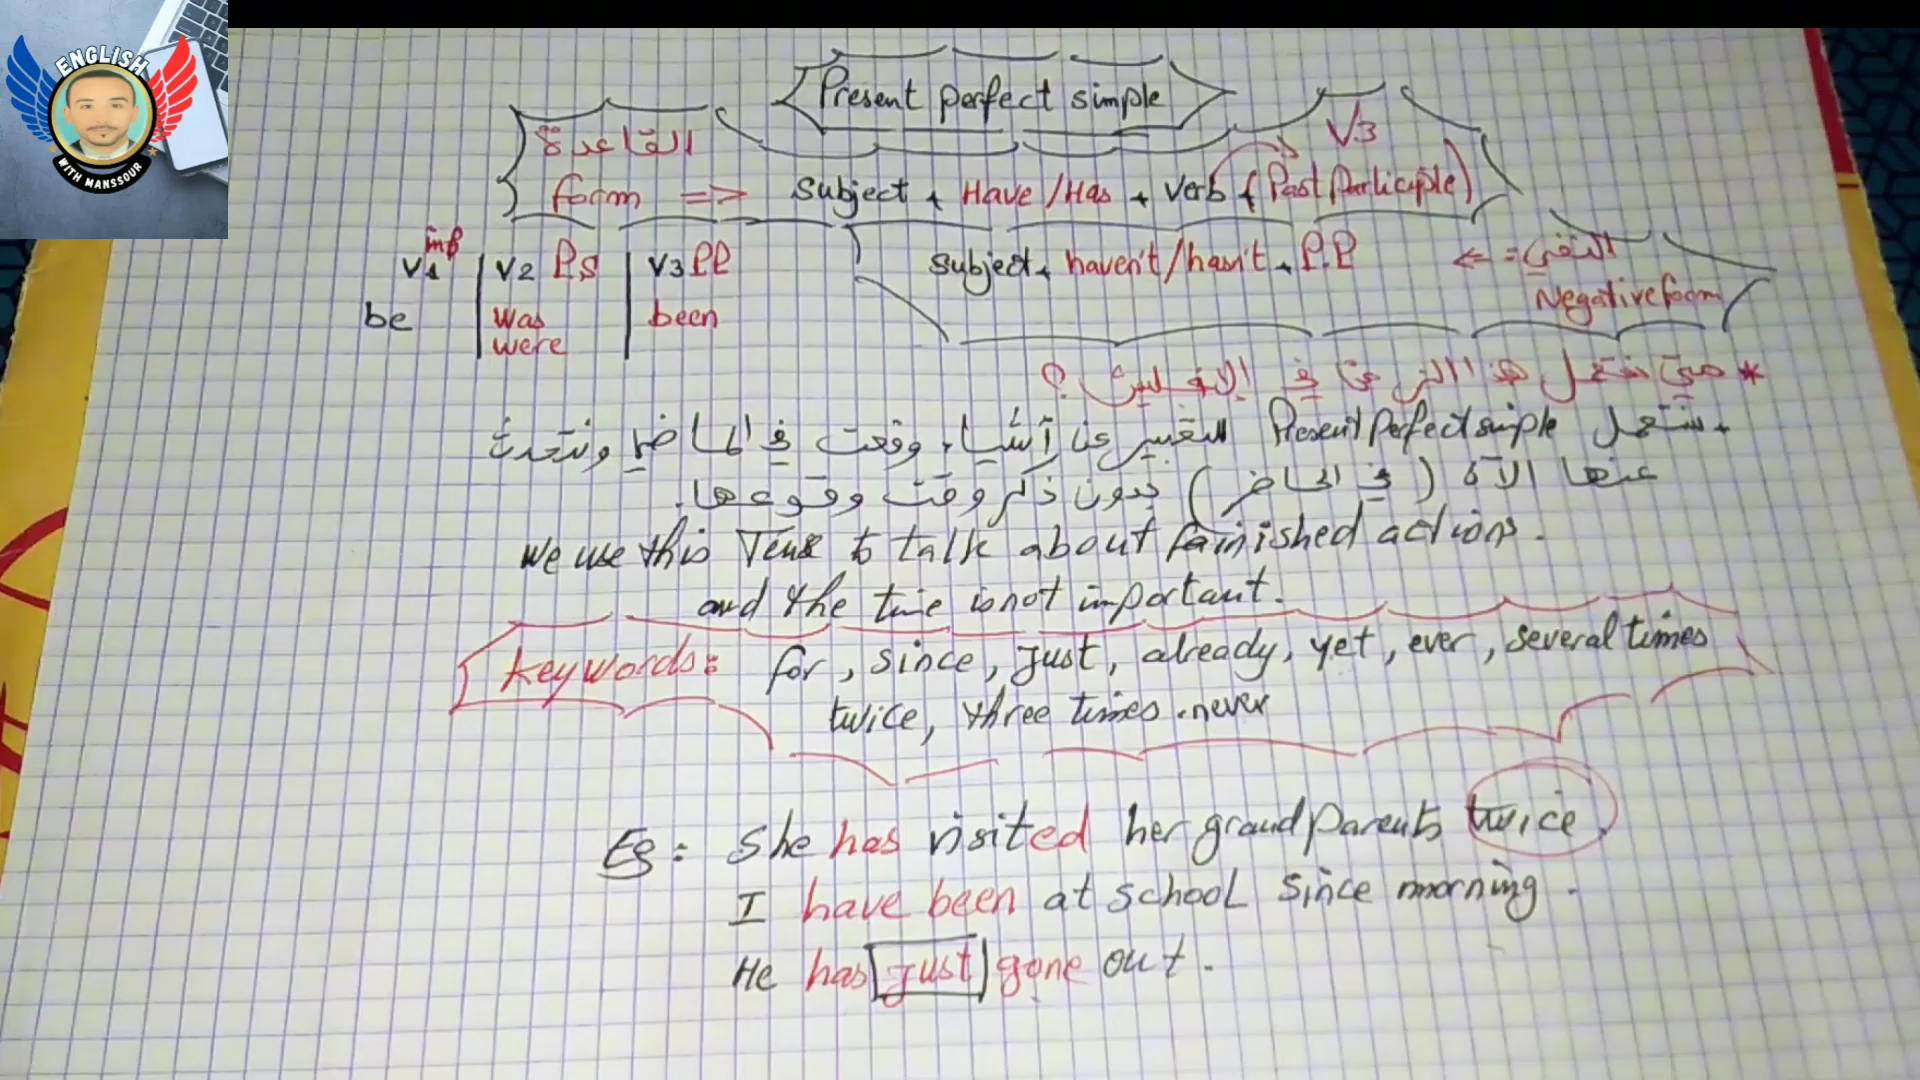 ENGLISH
WITH MANSSOUR
Present perfect simple
القاعدة
form => subject + Have/Has + verb + (Past Participle) V3
V1 inf | V2 P.S | V3 P.P
be | was | been
were
subject + haven't/hasn't + P.P <= : النفي
Negative form
* متى نستعمل هذا الزمن في الإنجليزية ؟
+ نستعمل Present perfect simple للتعبير عن أشياء وقعت في الماضي ونتحدث
عنها الآن (في الحاضر) بدون ذكر وقت وقوعها.
we use this Tense to talk about fainished actions.
and the time is not important.
Keywords: for, since, just, already, yet, ever, several times
twice, three times. never
Eg: She has visited her grandparents twice.
I have been at school since morning.
He has just gone out.